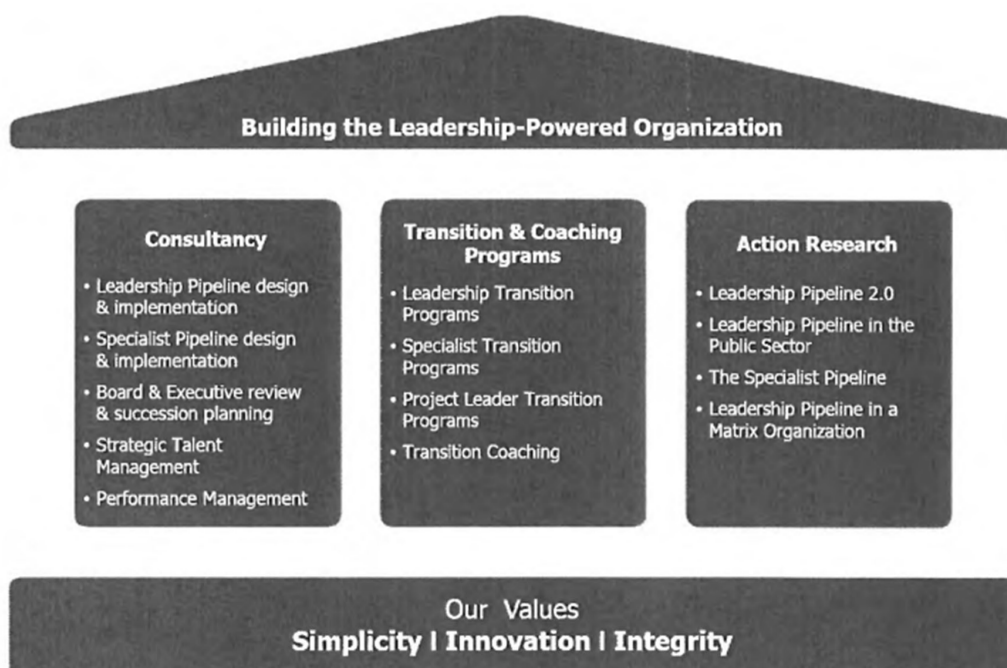 Building the Leadership-Powered Organization
Consultancy
• Leadership Pipeline design
& implementation
• Specialist Pipeline design
& implementation
• Board & Executive review
& succession planning
• Strategic Talent
Management
• Performance Management
Transition & Coaching
Programs
• Leadership Transition
Programs
• Specialist Transition
Programs
• Project Leader Transition
Programs
• Transition Coaching
Action Research
• Leadership Pipeline 2.0
• Leadership Pipeline in the
Public Sector
• The Specialist Pipeline
• Leadership Pipeline in a
Matrix Organization
Our Values
Simplicity | Innovation | Integrity